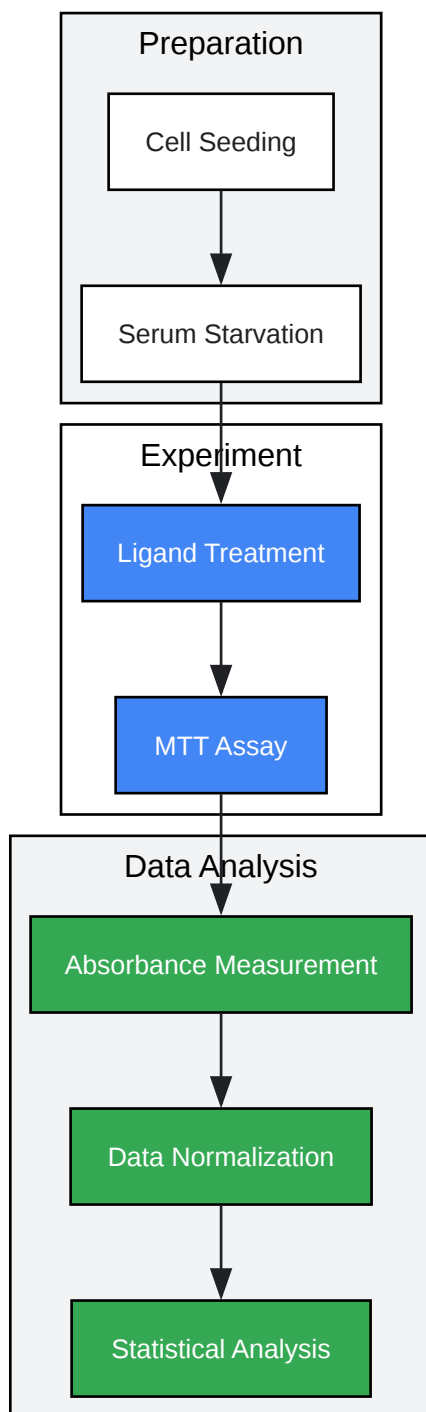 Preparation
Cell Seeding
Serum Starvation
Experiment
Ligand Treatment
MTT Assay
Data Analysis
Absorbance Measurement
Data Normalization
Statistical Analysis